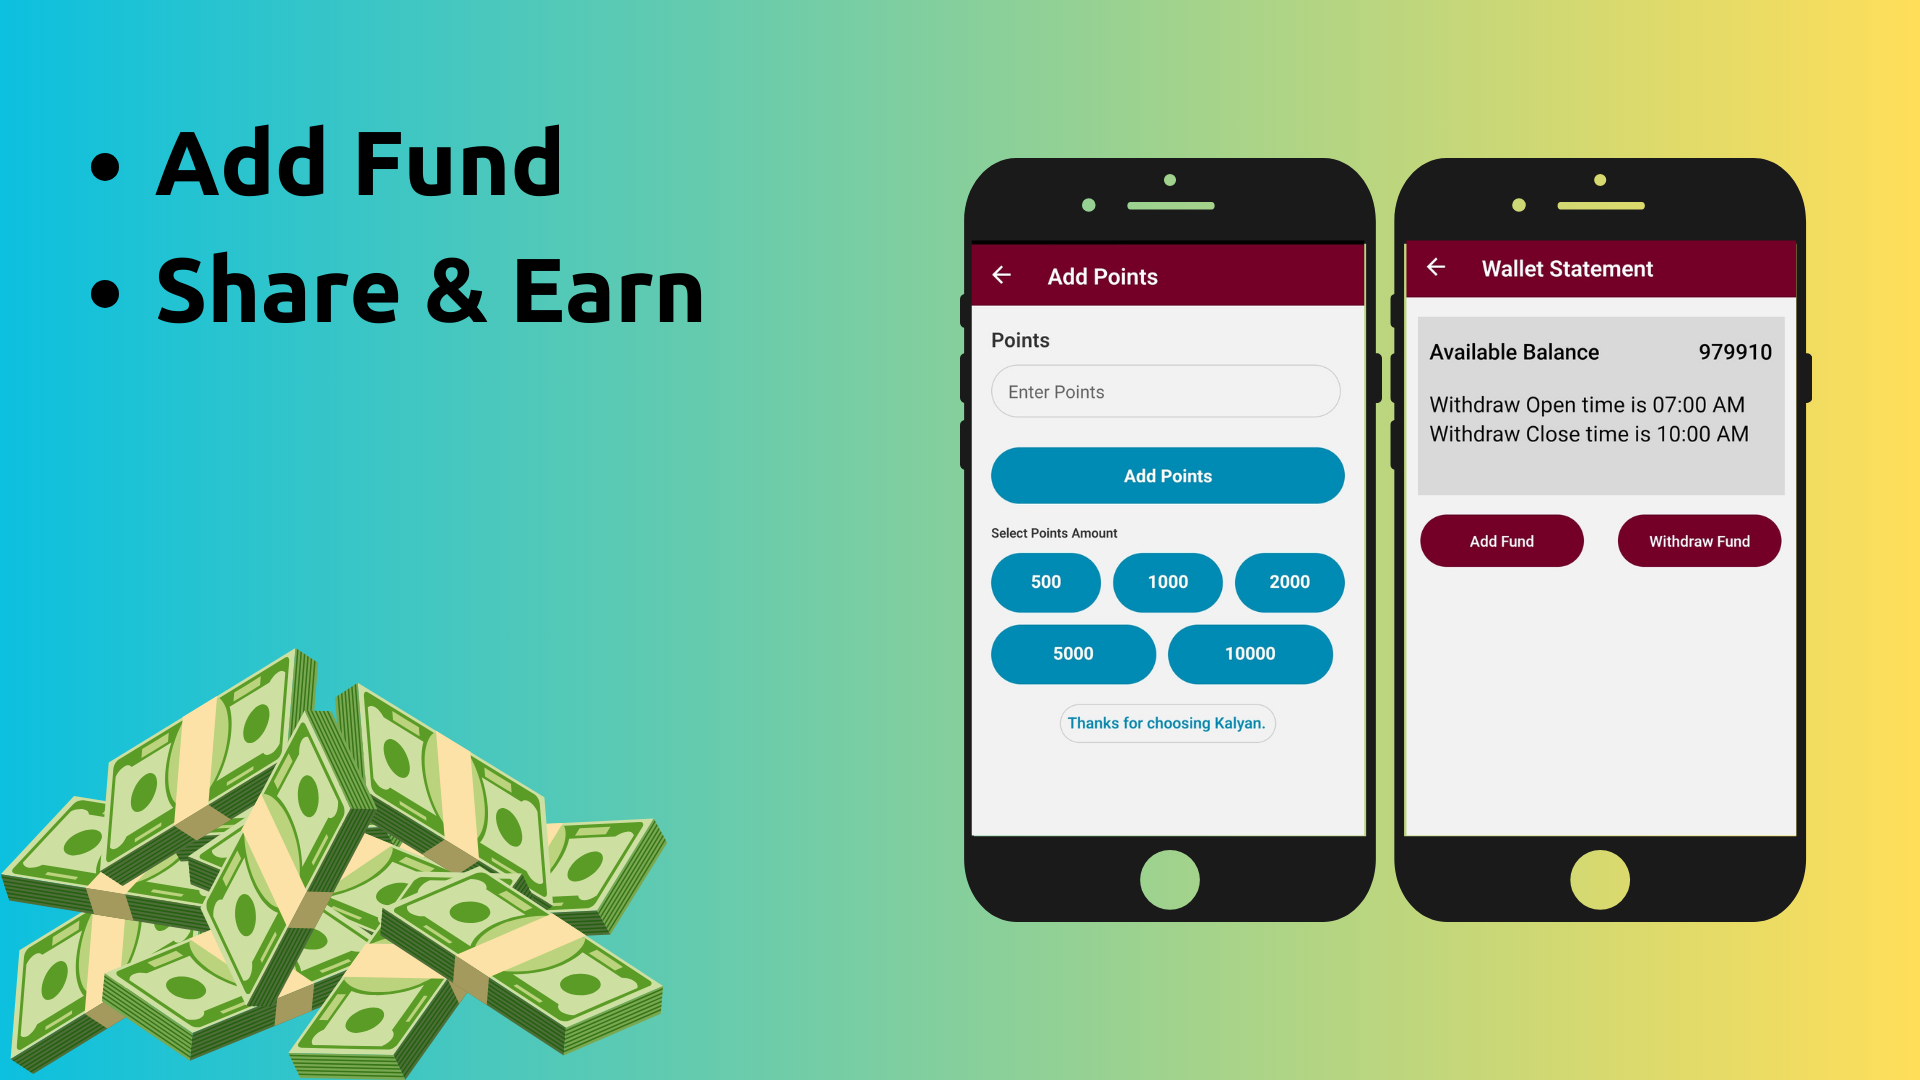 • Add Fund
• Share & Earn
Add Points
Points
Enter Points
Add Points
Select Points Amount
500 1000 2000
5000 10000
Thanks for choosing Kalyan.
Wallet Statement
Available Balance 979910
Withdraw Open time is 07:00 AM
Withdraw Close time is 10:00 AM
Add Fund Withdraw Fund